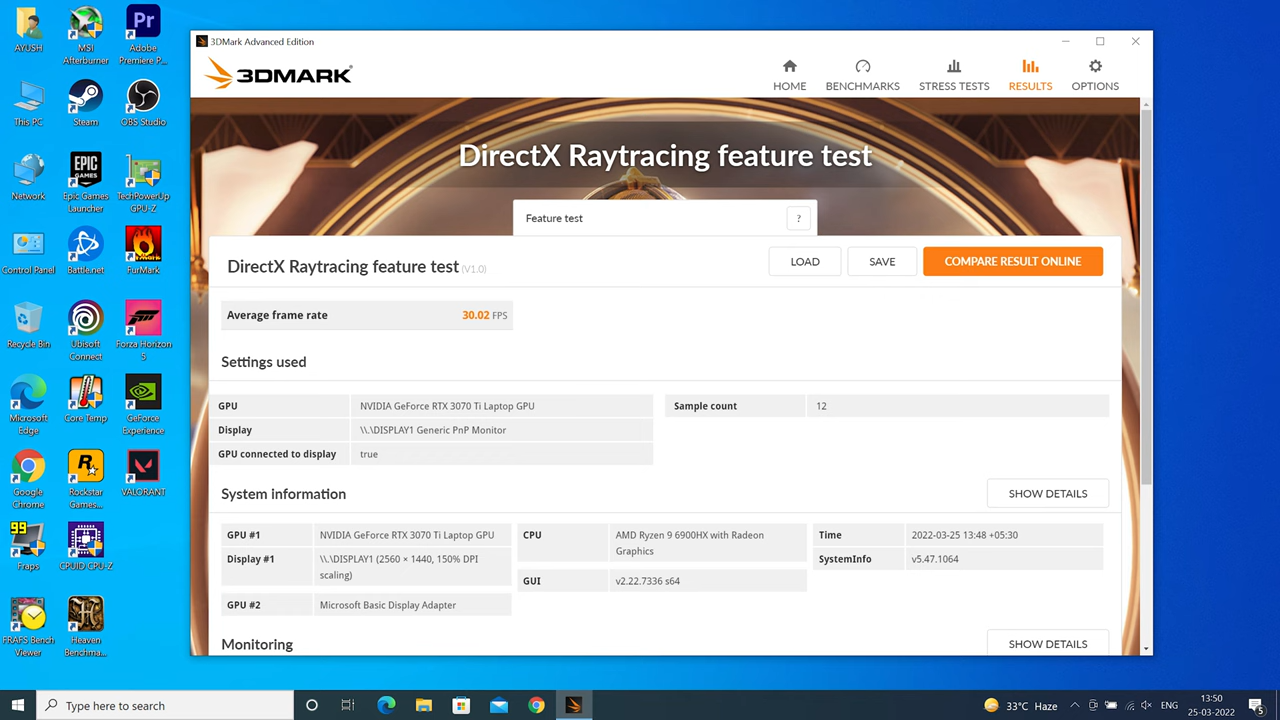 AYUSH
MSI
Afterburner
Pr
Adobe
Premiere P...
This PC
Steam
OBS Studio
Network
EPIC
GAMES
Epic Games
Launcher
TechPowerUp
GPU-Z
Control Panel
Battle.net
FurMark
Recycle Bin
Ubisoft
Connect
Forza Horizon
5
Microsoft
Edge
Core Temp
GeForce
Experience
Google
Chrome
R
Rockstar
Games...
VALORANT
99
Fraps
CPUID CPU-Z
FRAFS Bench
Viewer
Heaven
Benchma...
3DMark Advanced Edition
3DMARK®
HOME
BENCHMARKS
STRESS TESTS
RESULTS
OPTIONS
DirectX Raytracing feature test
Feature test
?
DirectX Raytracing feature test (V1.0)
LOAD
SAVE
COMPARE RESULT ONLINE
Average frame rate 30.02 FPS
Settings used
GPU NVIDIA GeForce RTX 3070 Ti Laptop GPU
Display \\.\DISPLAY1 Generic PnP Monitor
GPU connected to display true
Sample count 12
System information
SHOW DETAILS
GPU #1 NVIDIA GeForce RTX 3070 Ti Laptop GPU
Display #1 \\.\DISPLAY1 (2560 × 1440, 150% DPI
scaling)
GPU #2 Microsoft Basic Display Adapter
CPU AMD Ryzen 9 6900HX with Radeon
Graphics
GUI v2.22.7336 s64
Time 2022-03-25 13:48 +05:30
SystemInfo v5.47.1064
Monitoring
SHOW DETAILS
Type here to search
33°C Haze
ENG
13:50
25-03-2022
5